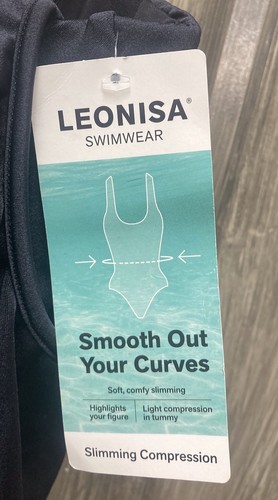 LEONISA®
SWIMWEAR
Smooth Out
Your Curves
Soft, comfy slimming
Highlights
your figure
Light compression
in tummy
Slimming Compression